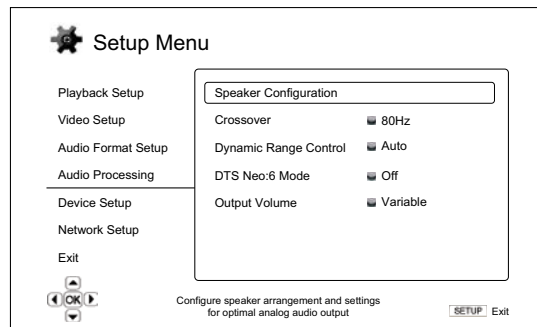 Setup Menu
Playback Setup
Video Setup
Audio Format Setup
Audio Processing
Device Setup
Network Setup
Exit
Speaker Configuration
Crossover 80Hz
Dynamic Range Control Auto
DTS Neo:6 Mode Off
Output Volume Variable
OK
Configure speaker arrangement and settings
for optimal analog audio output
SETUP Exit